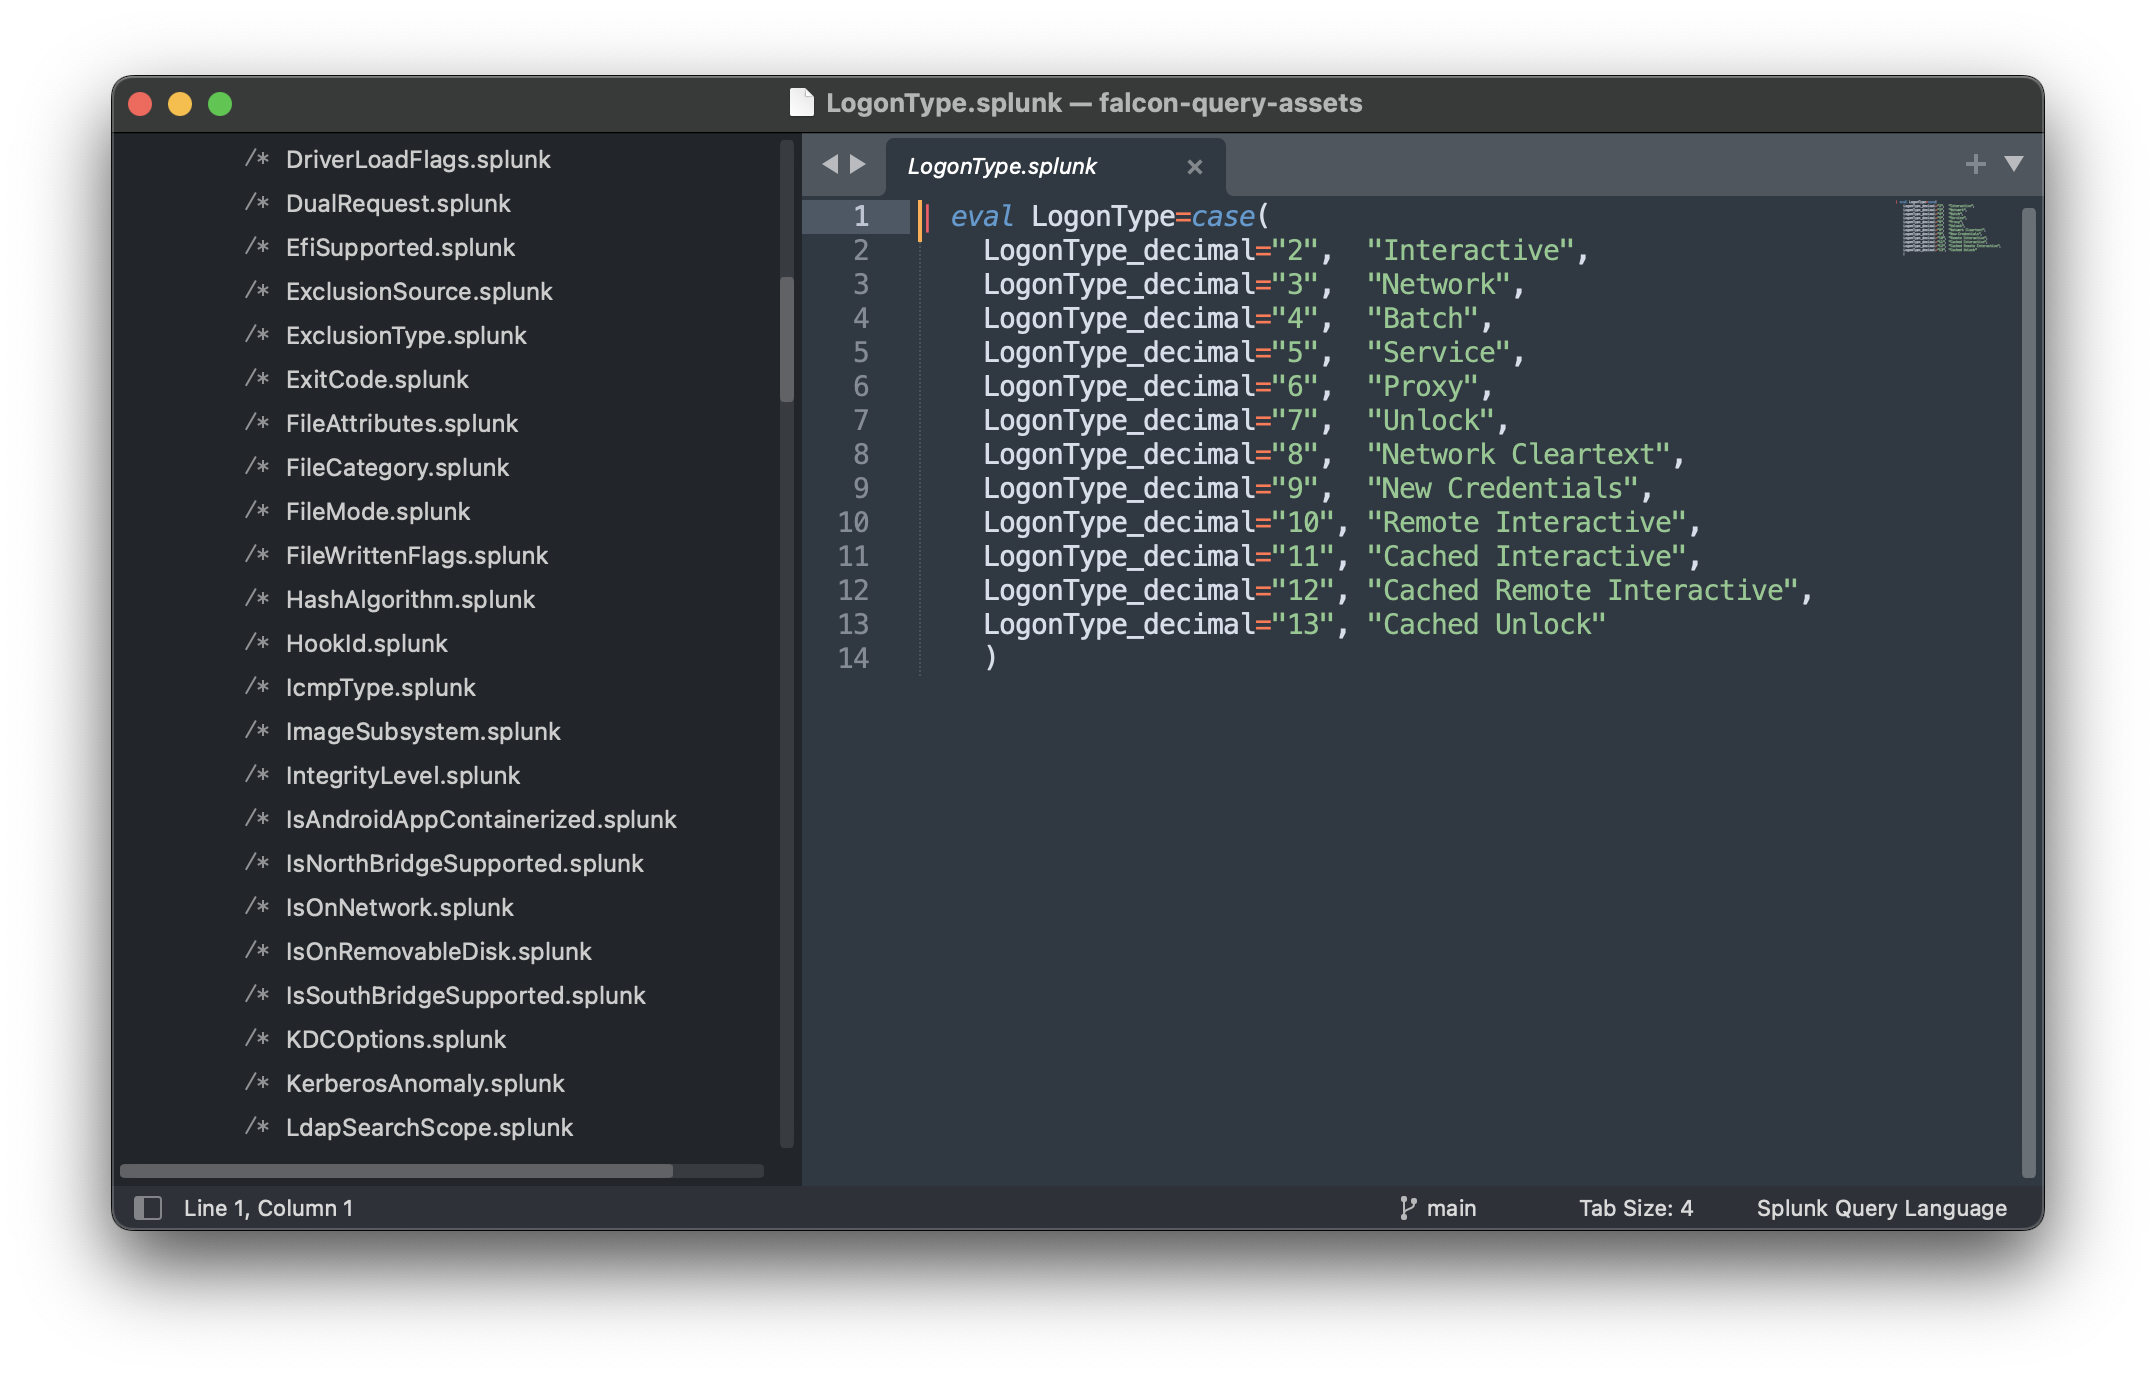 LogonType.splunk — falcon-query-assets
/* DriverLoadFlags.splunk
/* DualRequest.splunk
/* EfiSupported.splunk
/* ExclusionSource.splunk
/* ExclusionType.splunk
/* ExitCode.splunk
/* FileAttributes.splunk
/* FileCategory.splunk
/* FileMode.splunk
/* FileWrittenFlags.splunk
/* HashAlgorithm.splunk
/* HookId.splunk
/* IcmpType.splunk
/* ImageSubsystem.splunk
/* IntegrityLevel.splunk
/* IsAndroidAppContainerized.splunk
/* IsNorthBridgeSupported.splunk
/* IsOnNetwork.splunk
/* IsOnRemovableDisk.splunk
/* IsSouthBridgeSupported.splunk
/* KDCOptions.splunk
/* KerberosAnomaly.splunk
/* LdapSearchScope.splunk
LogonType.splunk
1 | eval LogonType=case(
2 LogonType_decimal="2", "Interactive",
3 LogonType_decimal="3", "Network",
4 LogonType_decimal="4", "Batch",
5 LogonType_decimal="5", "Service",
6 LogonType_decimal="6", "Proxy",
7 LogonType_decimal="7", "Unlock",
8 LogonType_decimal="8", "Network Cleartext",
9 LogonType_decimal="9", "New Credentials",
10 LogonType_decimal="10", "Remote Interactive",
11 LogonType_decimal="11", "Cached Interactive",
12 LogonType_decimal="12", "Cached Remote Interactive",
13 LogonType_decimal="13", "Cached Unlock"
14 )
Line 1, Column 1
main
Tab Size: 4
Splunk Query Language